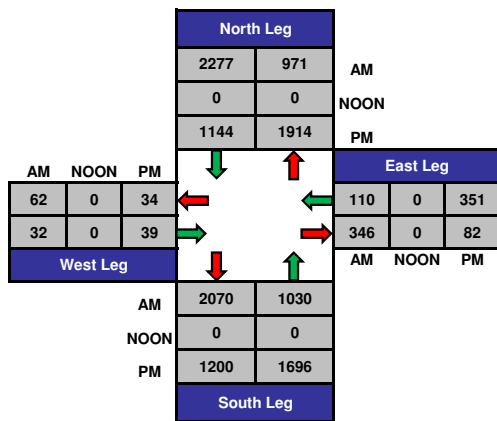 North Leg
2277 971 AM
0 0 NOON
1144 1914 PM
East Leg
AM NOON PM
62 0 34 110 0 351
32 0 39 346 0 82
West Leg AM NOON PM
AM 2070 1030
NOON 0 0
PM 1200 1696
South Leg